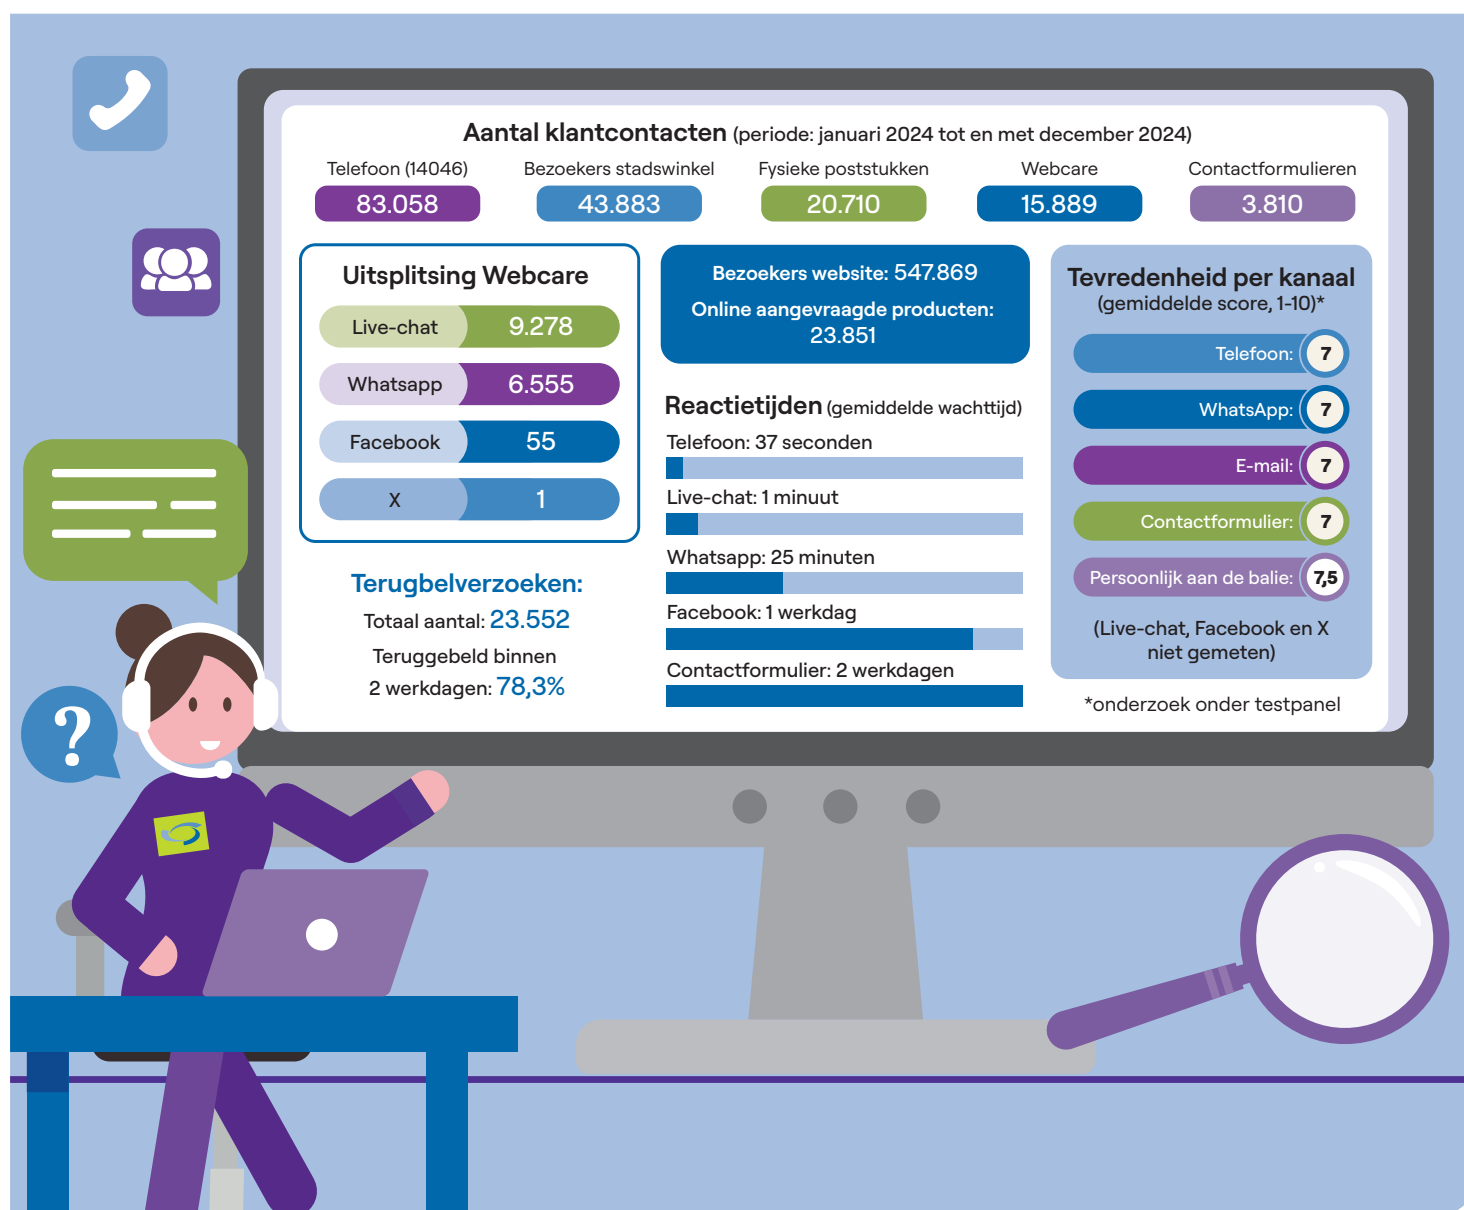 Aantal klantcontacten (periode: januari 2024 tot en met december 2024)
Telefoon (14046)
83.058
Bezoekers stadswinkel
43.883
Fysieke poststukken
20.710
Webcare
15.889
Contactformulieren
3.810
Uitsplitsing Webcare
Live-chat 9.278
Whatsapp 6.555
Facebook 55
X 1
Terugbelverzoeken:
Totaal aantal: 23.552
Teruggebeld binnen
2 werkdagen: 78,3%
Bezoekers website: 547.869
Online aangevraagde producten:
23.851
Reactietijden (gemiddelde wachttijd)
Telefoon: 37 seconden
Live-chat: 1 minuut
Whatsapp: 25 minuten
Facebook: 1 werkdag
Contactformulier: 2 werkdagen
Tevredenheid per kanaal
(gemiddelde score, 1-10)*
Telefoon: 7
WhatsApp: 7
E-mail: 7
Contactformulier: 7
Persoonlijk aan de balie: 7,5
(Live-chat, Facebook en X
niet gemeten)
*onderzoek onder testpanel
?